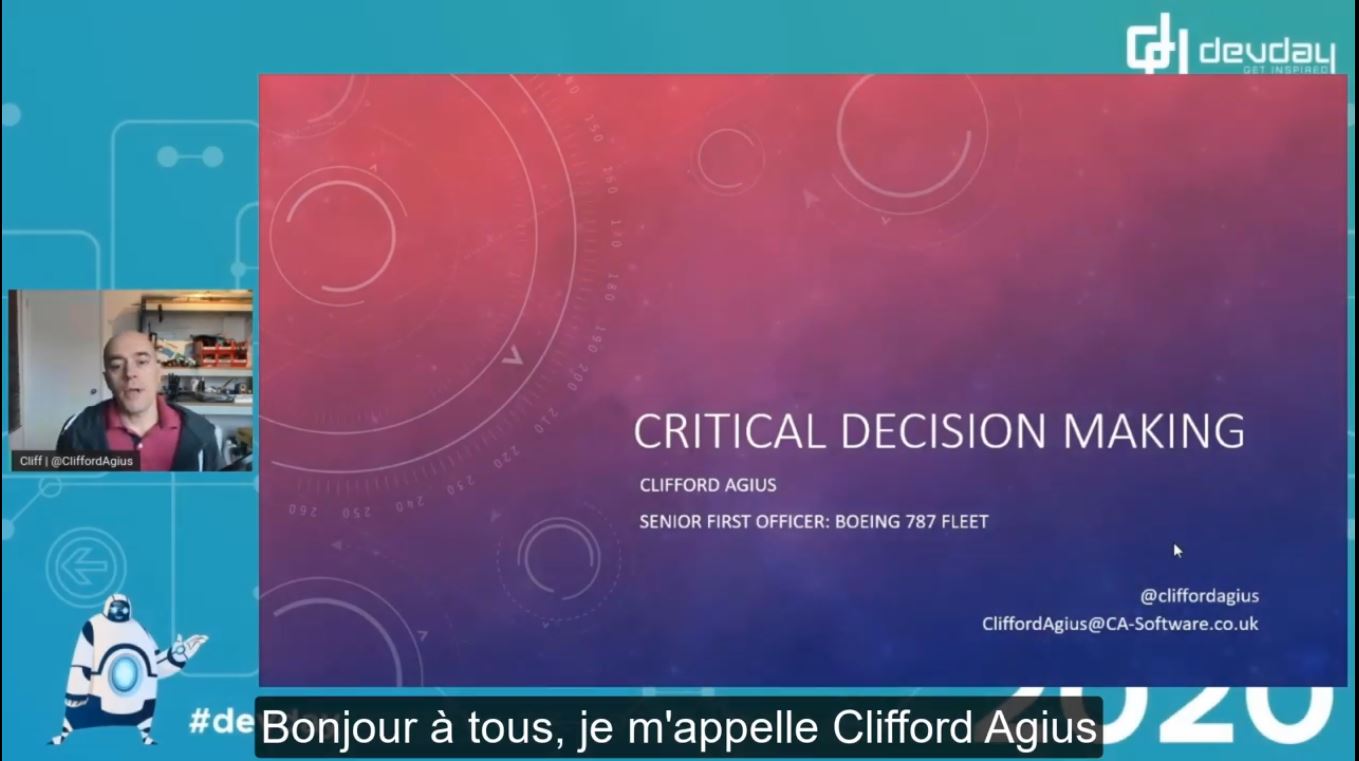 devday
GET INSPIRED
150
160
170
180
190
200
210
220
230
240
250
260
CRITICAL DECISION MAKING
CLIFFORD AGIUS
SENIOR FIRST OFFICER: BOEING 787 FLEET
@cliffordagius
CliffordAgius@CA-Software.co.uk
Cliff | @CliffordAgius
#de
2020
Bonjour à tous, je m'appelle Clifford Agius